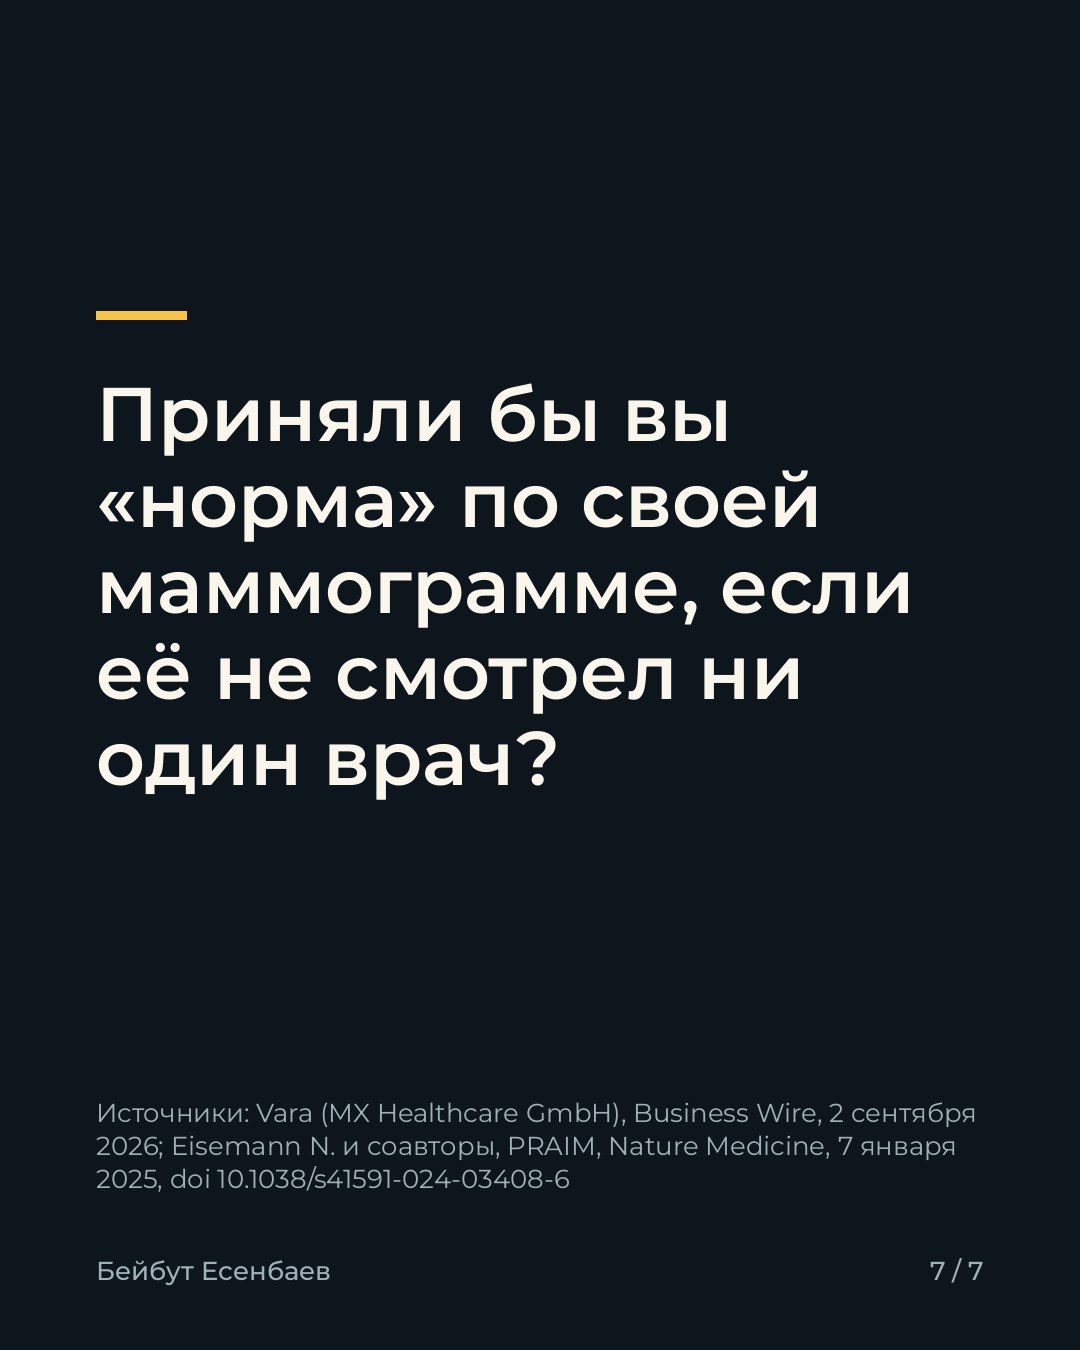 Приняли бы вы
«норма» по своей
маммограмме, если
её не смотрел ни
один врач?
Источники: Vara (MX Healthcare GmbH), Business Wire, 2 сентября
2026; Eisemann N. и соавторы, PRAIM, Nature Medicine, 7 января
2025, doi 10.1038/s41591-024-03408-6
Бейбут Есенбаев
7 / 7